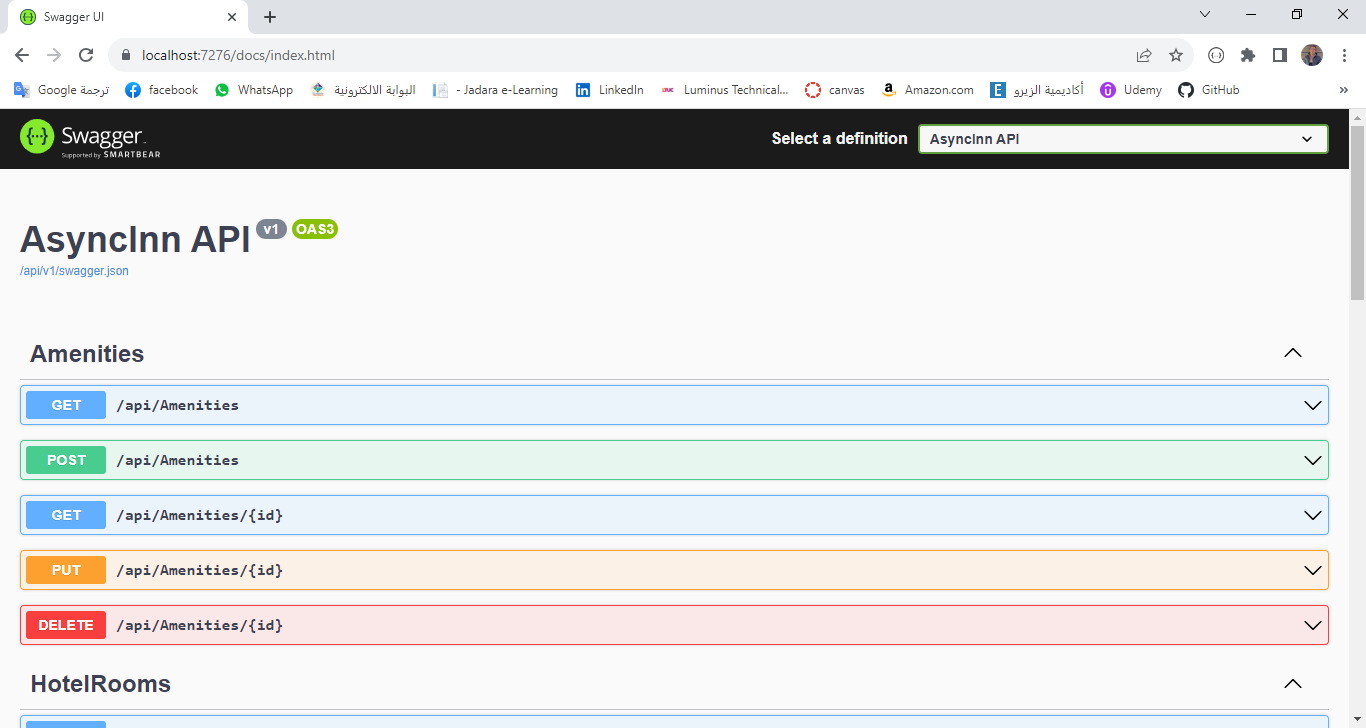 Swagger UI
localhost:7276/docs/index.html
ترجمة Google
facebook
WhatsApp
البوابة الالكترونية
- Jadara e-Learning
LinkedIn
Luminus Technical...
canvas
Amazon.com
أكاديمية الزيرو
Udemy
GitHub
»
Swagger
Supported by SMARTBEAR
Select a definition
AsyncInn API
AsyncInn API v1 OAS3
/api/v1/swagger.json
Amenities
GET /api/Amenities
POST /api/Amenities
GET /api/Amenities/{id}
PUT /api/Amenities/{id}
DELETE /api/Amenities/{id}
HotelRooms